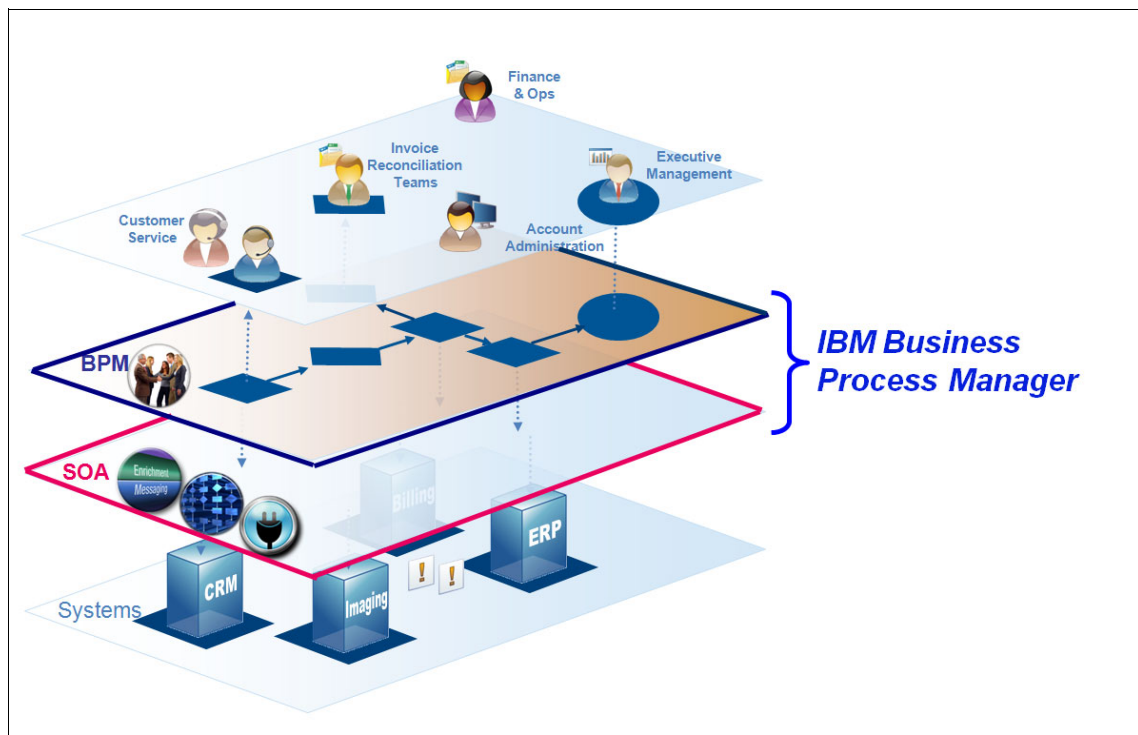 Finance
& Ops
Invoice
Reconciliation
Teams
Executive
Management
Customer
Service
Account
Administration
BPM
IBM Business
Process Manager
SOA
Enrichment
Messaging
Billing
ERP
CRM
Imaging
! !
Systems